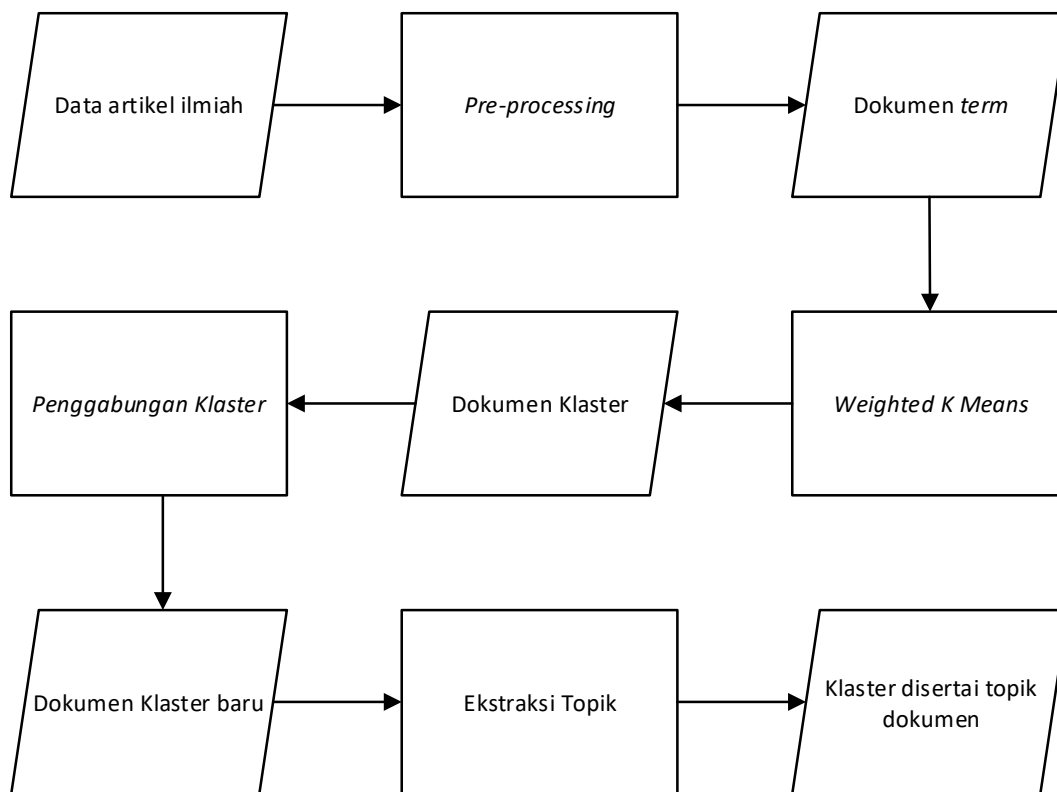 Data artikel ilmiah
Pre-processing
Dokumen term
Weighted K Means
Dokumen Klaster
Penggabungan Klaster
Dokumen Klaster baru
Ekstraksi Topik
Klaster disertai topik
dokumen